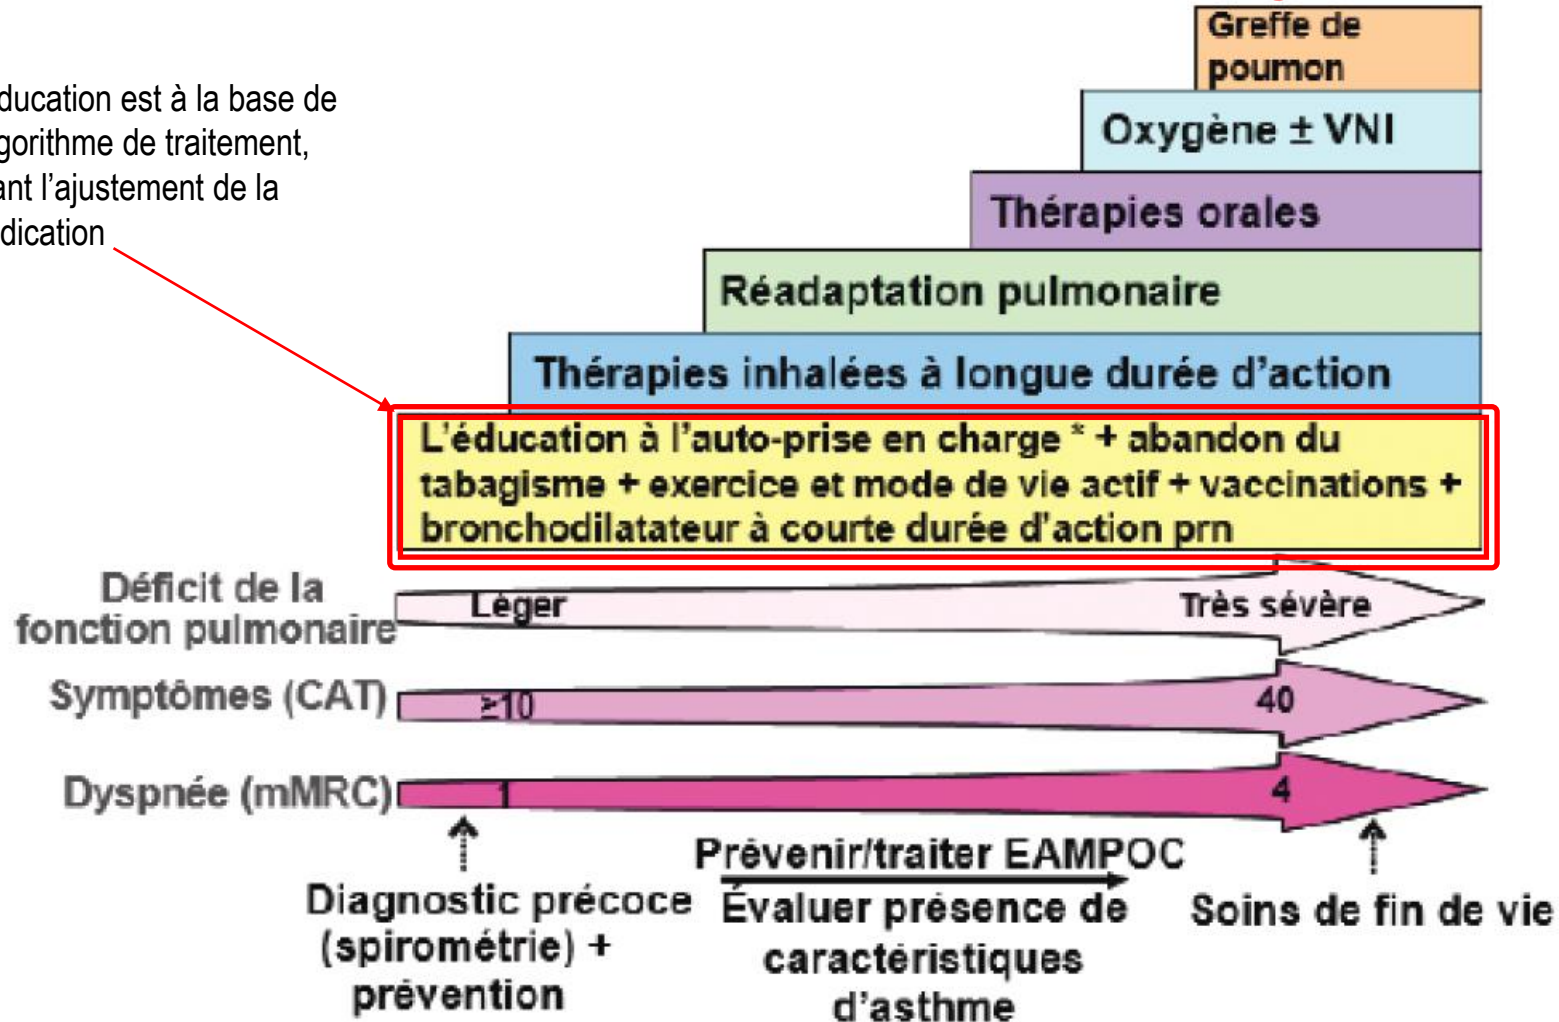 Greffe de
poumon
ducation est à la base de
gorithme de traitement,
ant l’ajustement de la
dication
Oxygène ± VNI
Thérapies orales
Réadaptation pulmonaire
Thérapies inhalées à longue durée d’action
L’éducation à l’auto-prise en charge * + abandon du
tabagisme + exercice et mode de vie actif + vaccinations +
bronchodilatateur à courte durée d’action prn
Déficit de la
fonction pulmonaire
Léger
Très sévère
Symptômes (CAT)
≥10
40
Dyspnée (mMRC)
1
4
Diagnostic précoce
(spirométrie) +
prévention
Prévenir/traiter EAMPOC
Évaluer présence de
caractéristiques
d’asthme
Soins de fin de vie